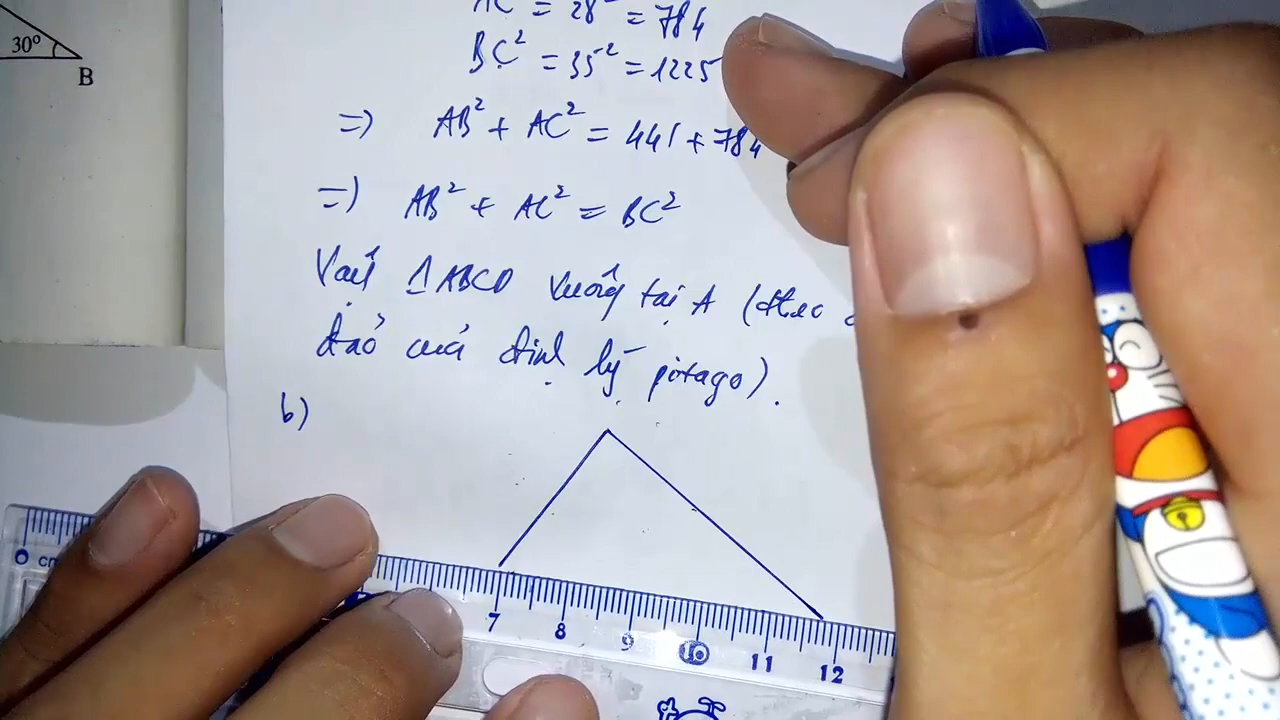 30°
B
AC² = 28² = 784
BC² = 35² = 1225
=> AB² + AC² = 441 + 784
=> AB² + AC² = BC²
Vậy ΔABC vuông tại A (theo
đảo của định lý pitago).
b)
0 cm
7 8 9 10 11 12